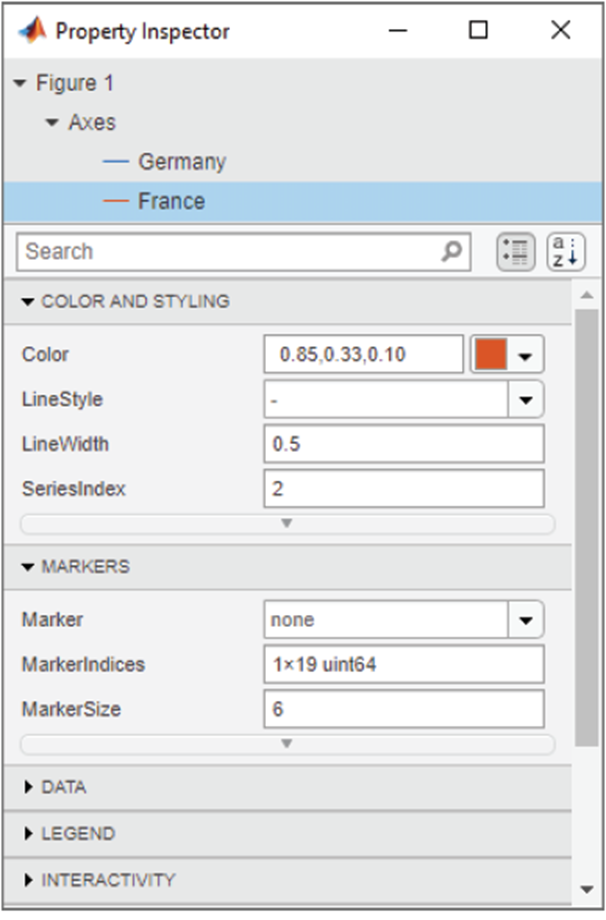 Property Inspector
Figure 1
Axes
Germany
France
Search
a
z
COLOR AND STYLING
Color 0.85,0.33,0.10
LineStyle -
LineWidth 0.5
SeriesIndex 2
MARKERS
Marker none
MarkerIndices 1×19 uint64
MarkerSize 6
DATA
LEGEND
INTERACTIVITY